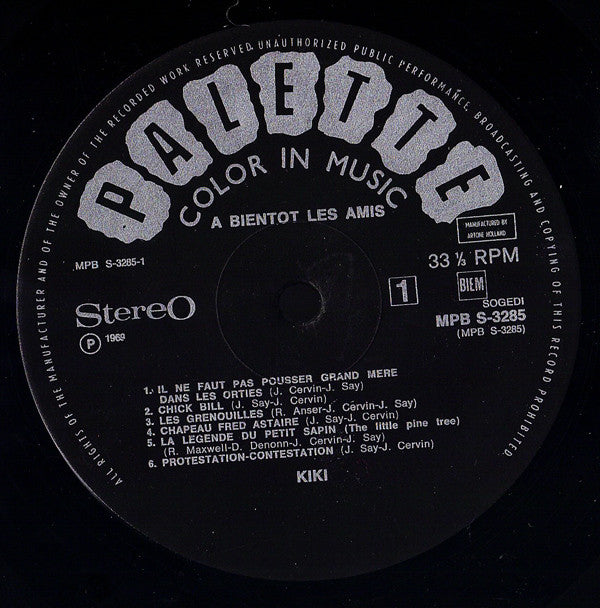 ALL RIGHTS OF THE MANUFACTURER AND OF THE OWNER OF THE RECORDED WORK RESERVED. UNAUTHORIZED PUBLIC PERFORMANCE, BROADCASTING AND COPYING OF THIS RECORD PROHIBITED.
PALETTE
COLOR IN MUSIC
A BIENTOT LES AMIS
MANUFACTURED BY
ARTONE HOLLAND
MPB S-3285-1
33 ⅓ RPM
Stereo
1
BIEM
SOGEDI
MPB S-3285
(MPB S-3285)
Ⓟ 1969
1. IL NE FAUT PAS POUSSER GRAND MERE
DANS LES ORTIES (J. Cervin-J. Say)
2. CHICK BILL (J. Say-J. Cervin)
3. LES GRENOUILLES (R. Anser-J. Cervin-J. Say)
4. CHAPEAU FRED ASTAIRE (J. Say-J. Cervin)
5. LA LEGENDE DU PETIT SAPIN (The little pine tree)
(R. Maxwell-D. Denonn-J. Cervin-J. Say)
6. PROTESTATION-CONTESTATION (J. Say-J. Cervin)
KIKI